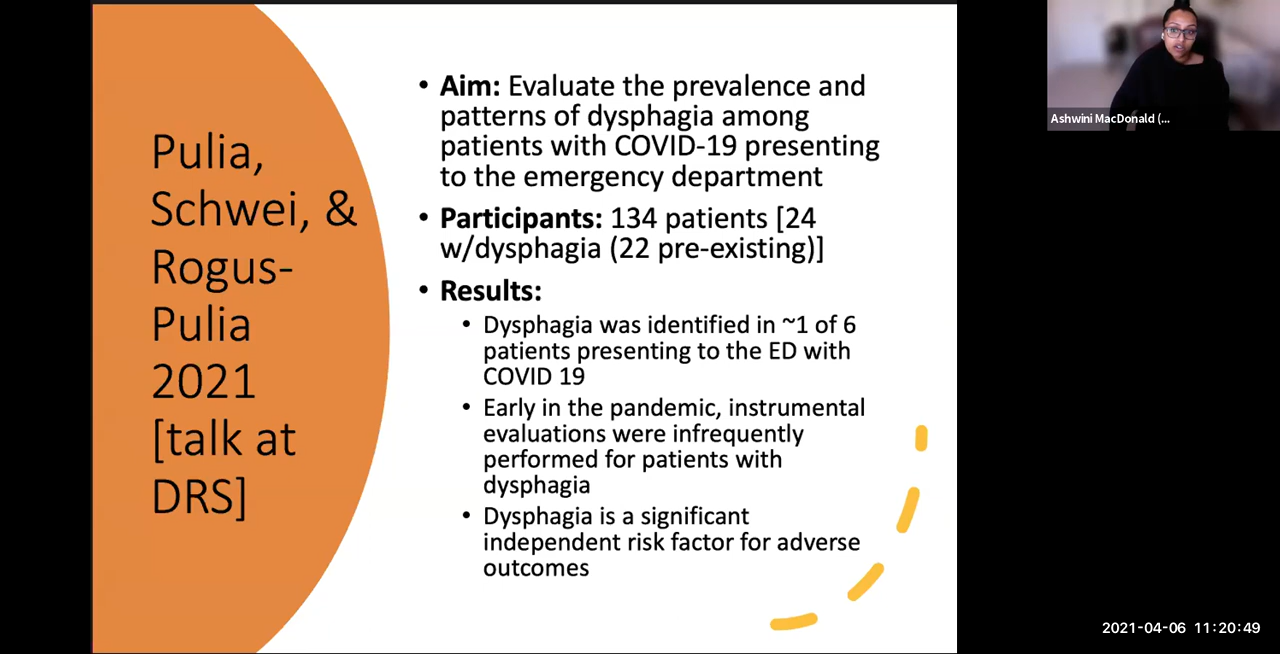 Pulia,
Schwei, &
Rogus-
Pulia
2021
[talk at
DRS]
• Aim: Evaluate the prevalence and
patterns of dysphagia among
patients with COVID-19 presenting
to the emergency department
• Participants: 134 patients [24
w/dysphagia (22 pre-existing)]
• Results:
• Dysphagia was identified in ~1 of 6
patients presenting to the ED with
COVID 19
• Early in the pandemic, instrumental
evaluations were infrequently
performed for patients with
dysphagia
• Dysphagia is a significant
independent risk factor for adverse
outcomes
Ashwini MacDonald (...
2021-04-06 11:20:49